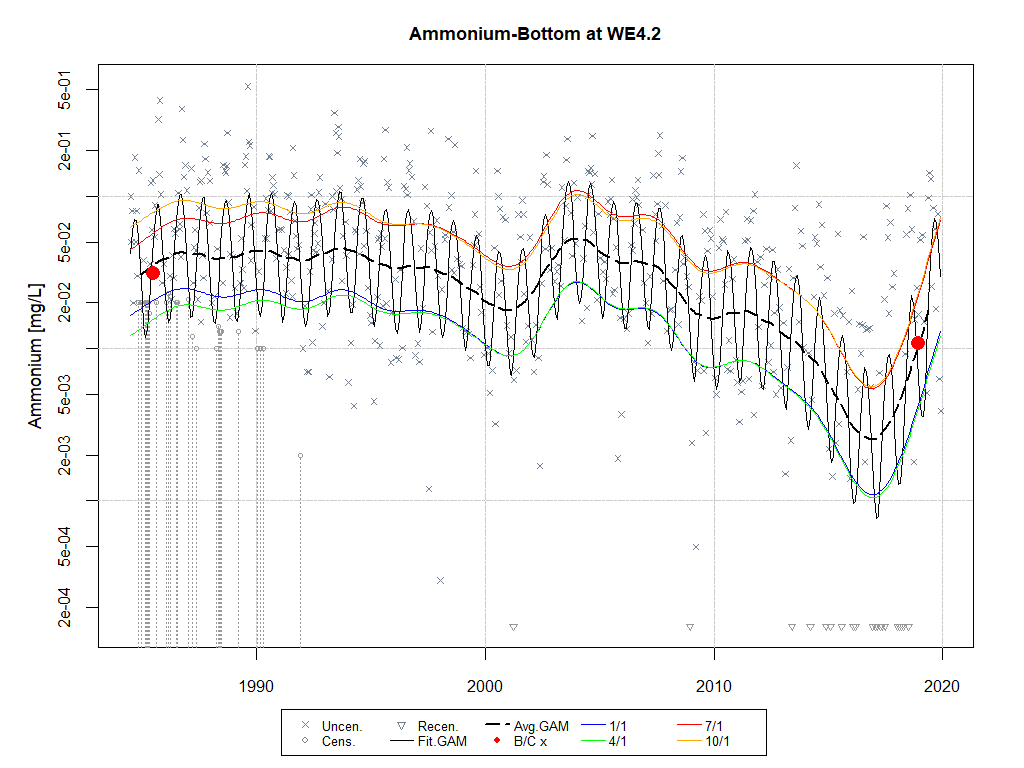 Ammonium-Bottom at WE4.2
Ammonium [mg/L]
5e-01
2e-01
5e-02
2e-02
5e-03
2e-03
5e-04
2e-04
1990 2000 2010 2020
Uncen. Recen. Avg.GAM 1/1 7/1
Cens. Fit.GAM B/C x 4/1 10/1